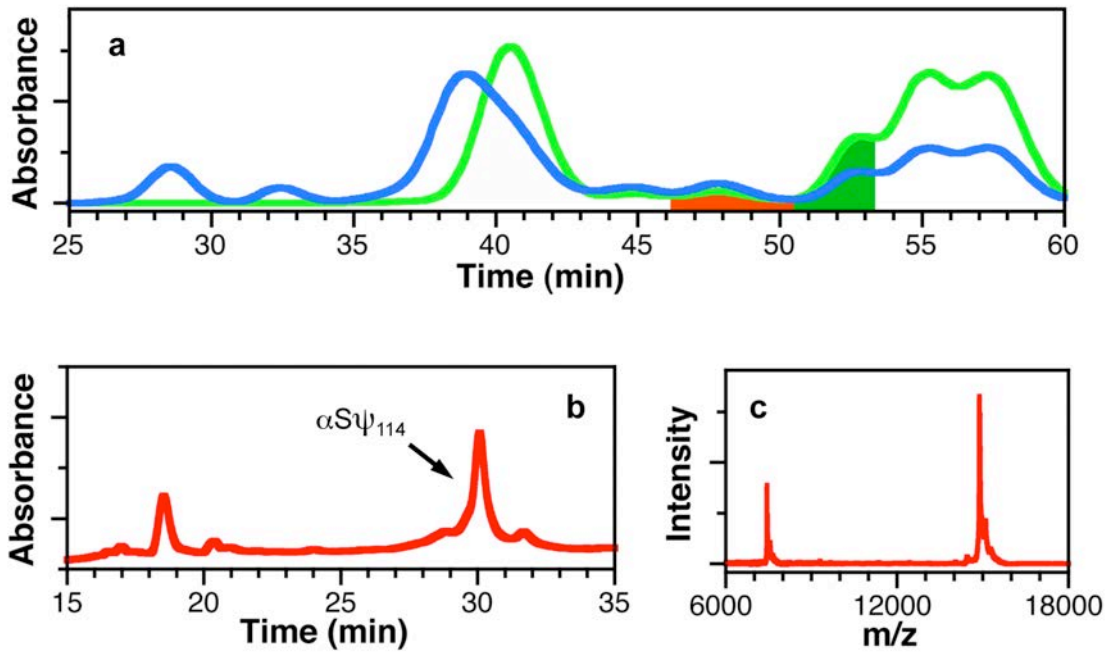 a
Absorbance
25 30 35 40 45 50 55 60
Time (min)
b
αSψ₁₁₄
Absorbance
15 20 25 30 35
Time (min)
c
Intensity
6000 12000 18000
m/z